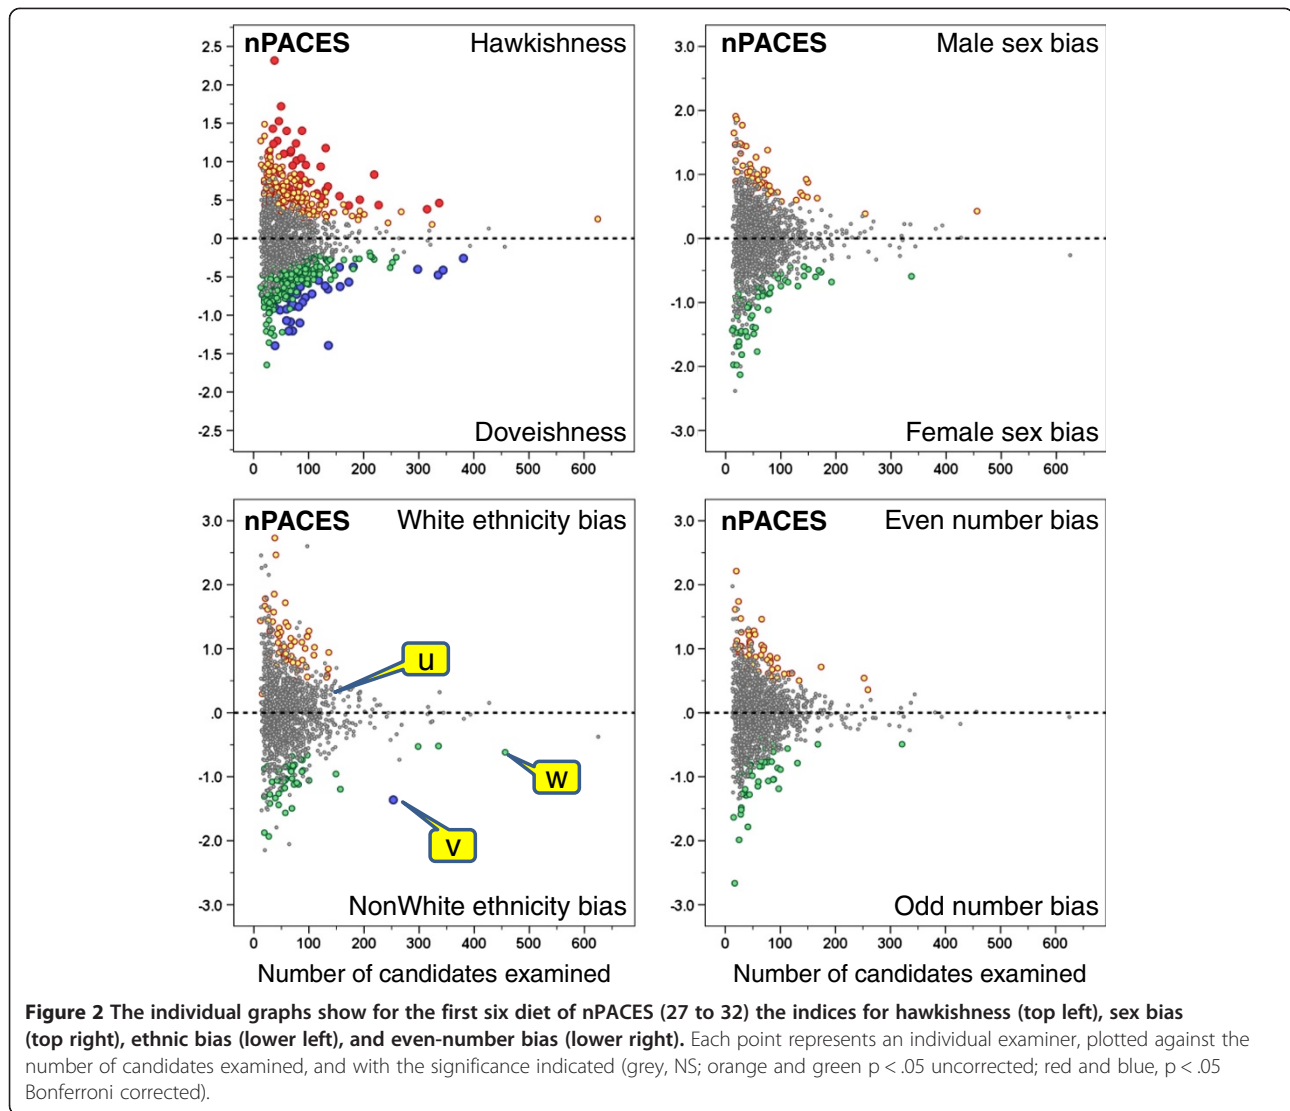 nPACES Hawkishness
2.5
2.0
1.5
1.0
.5
.0
-.5
-1.0
-1.5
-2.0
-2.5
Doveishness
0 100 200 300 400 500 600
nPACES Male sex bias
3.0
2.0
1.0
.0
-1.0
-2.0
-3.0
Female sex bias
0 100 200 300 400 500 600
nPACES White ethnicity bias
3.0
2.0
1.0
.0
-1.0
-2.0
-3.0
u
w
v
NonWhite ethnicity bias
0 100 200 300 400 500 600
Number of candidates examined
nPACES Even number bias
3.0
2.0
1.0
.0
-1.0
-2.0
-3.0
Odd number bias
0 100 200 300 400 500 600
Number of candidates examined
Figure 2 The individual graphs show for the first six diet of nPACES (27 to 32) the indices for hawkishness (top left), sex bias
(top right), ethnic bias (lower left), and even-number bias (lower right). Each point represents an individual examiner, plotted against the
number of candidates examined, and with the significance indicated (grey, NS; orange and green p < .05 uncorrected; red and blue, p < .05
Bonferroni corrected).